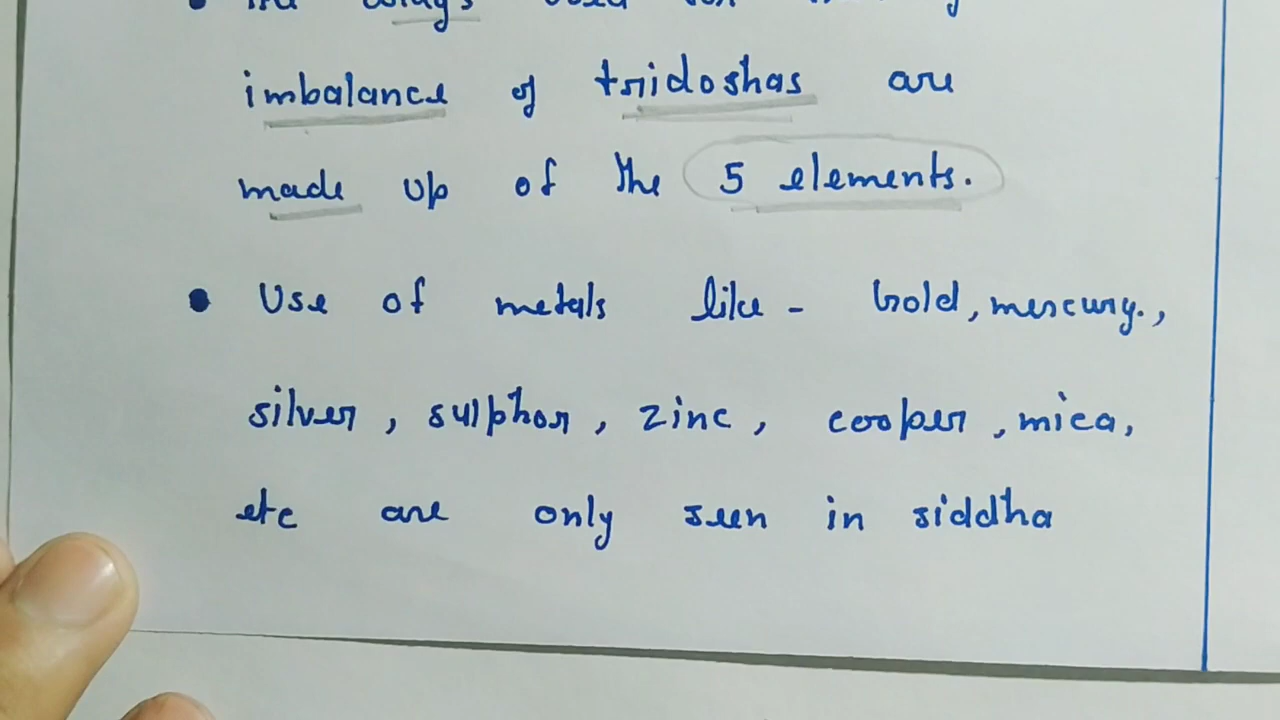 imbalance of tridoshas are
made up of the 5 elements.
• Use of metals like - Gold, mercury.,
silver, sulphor, zinc, cooper, mica,
etc are only seen in siddha